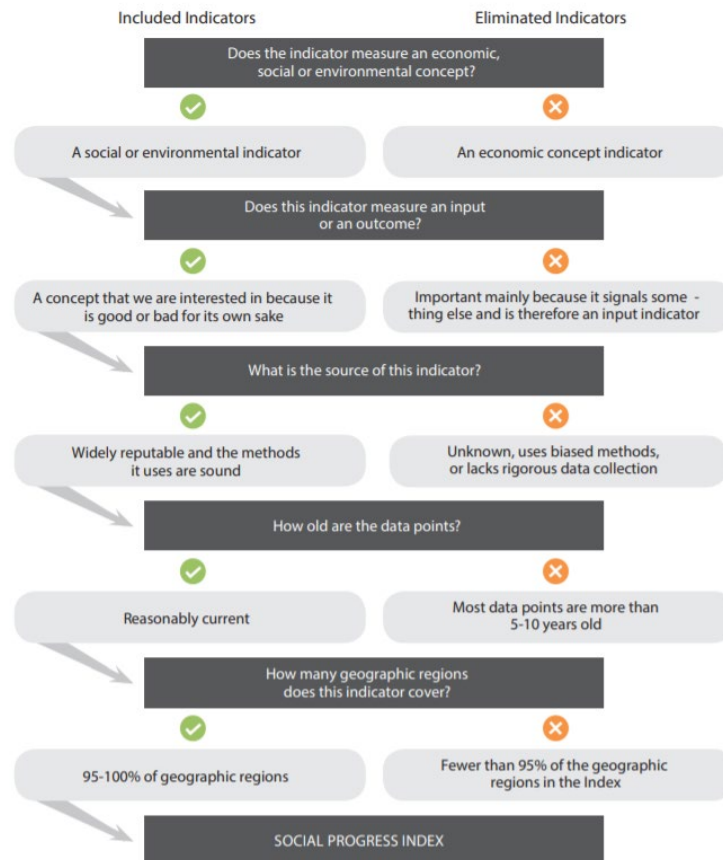 Included Indicators
Eliminated Indicators
Does the indicator measure an economic,
social or environmental concept?
A social or environmental indicator
An economic concept indicator
Does this indicator measure an input
or an outcome?
A concept that we are interested in because it
is good or bad for its own sake
Important mainly because it signals some -
thing else and is therefore an input indicator
What is the source of this indicator?
Widely reputable and the methods
it uses are sound
Unknown, uses biased methods,
or lacks rigorous data collection
How old are the data points?
Reasonably current
Most data points are more than
5-10 years old
How many geographic regions
does this indicator cover?
95-100% of geographic regions
Fewer than 95% of the geographic
regions in the Index
SOCIAL PROGRESS INDEX